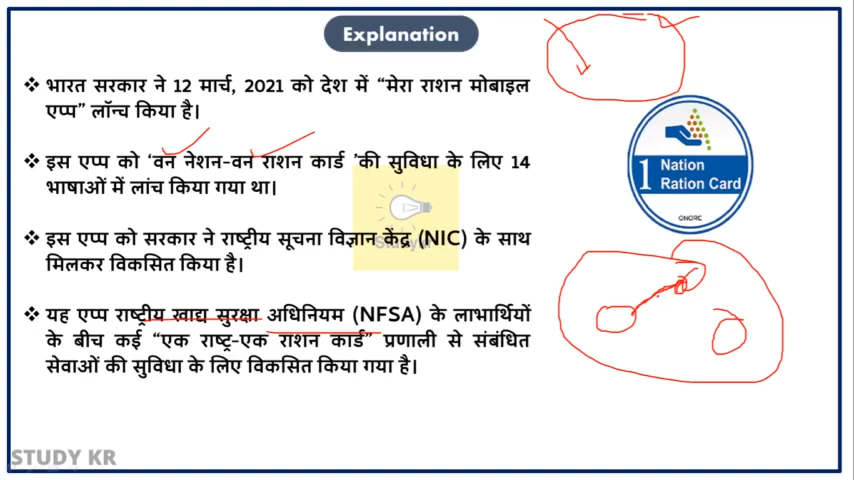 Explanation
❖ भारत सरकार ने 12 मार्च, 2021 को देश में “मेरा राशन मोबाइल
एप्प” लॉन्च किया है।
❖ इस एप्प को ‘वन नेशन-वन राशन कार्ड ’की सुविधा के लिए 14
भाषाओं में लांच किया गया था।
❖ इस एप्प को सरकार ने राष्ट्रीय सूचना विज्ञान केंद्र (NIC) के साथ
मिलकर विकसित किया है।
❖ यह एप्प राष्ट्रीय खाद्य सुरक्षा अधिनियम (NFSA) के लाभार्थियों
के बीच कई “एक राष्ट्र-एक राशन कार्ड” प्रणाली से संबंधित
सेवाओं की सुविधा के लिए विकसित किया गया है।
1 Nation
Ration Card
ONORC
Study Kr
STUDY KR